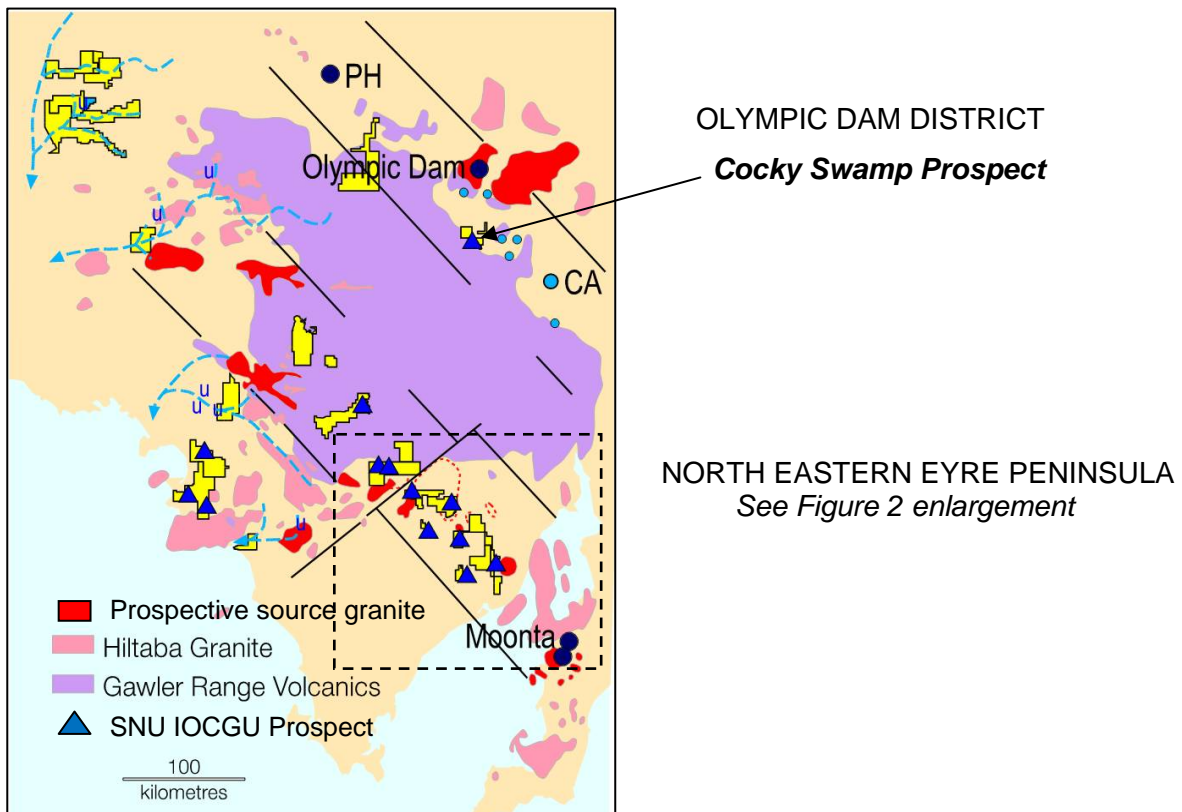 PH
Olympic Dam
CA
u
u
u
u
u
u
u
Moonta
Prospective source granite
Hiltaba Granite
Gawler Range Volcanics
SNU IOCGU Prospect
100
kilometres
OLYMPIC DAM DISTRICT
Cocky Swamp Prospect
NORTH EASTERN EYRE PENINSULA
See Figure 2 enlargement